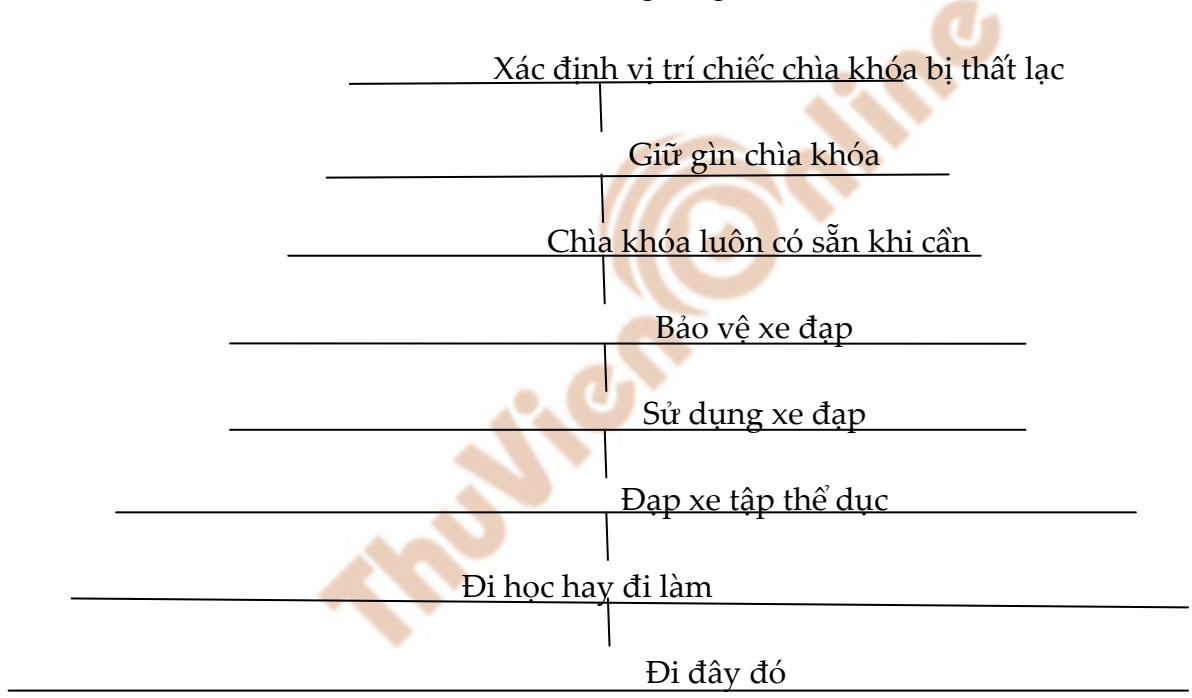 Xác định vị trí chiếc chìa khóa bị thất lạc
Giữ gìn chìa khóa
Chìa khóa luôn có sẵn khi cần
Bảo vệ xe đạp
Sử dụng xe đạp
Đạp xe tập thể dục
Đi học hay đi làm
Đi đây đó
ThuVienOnline